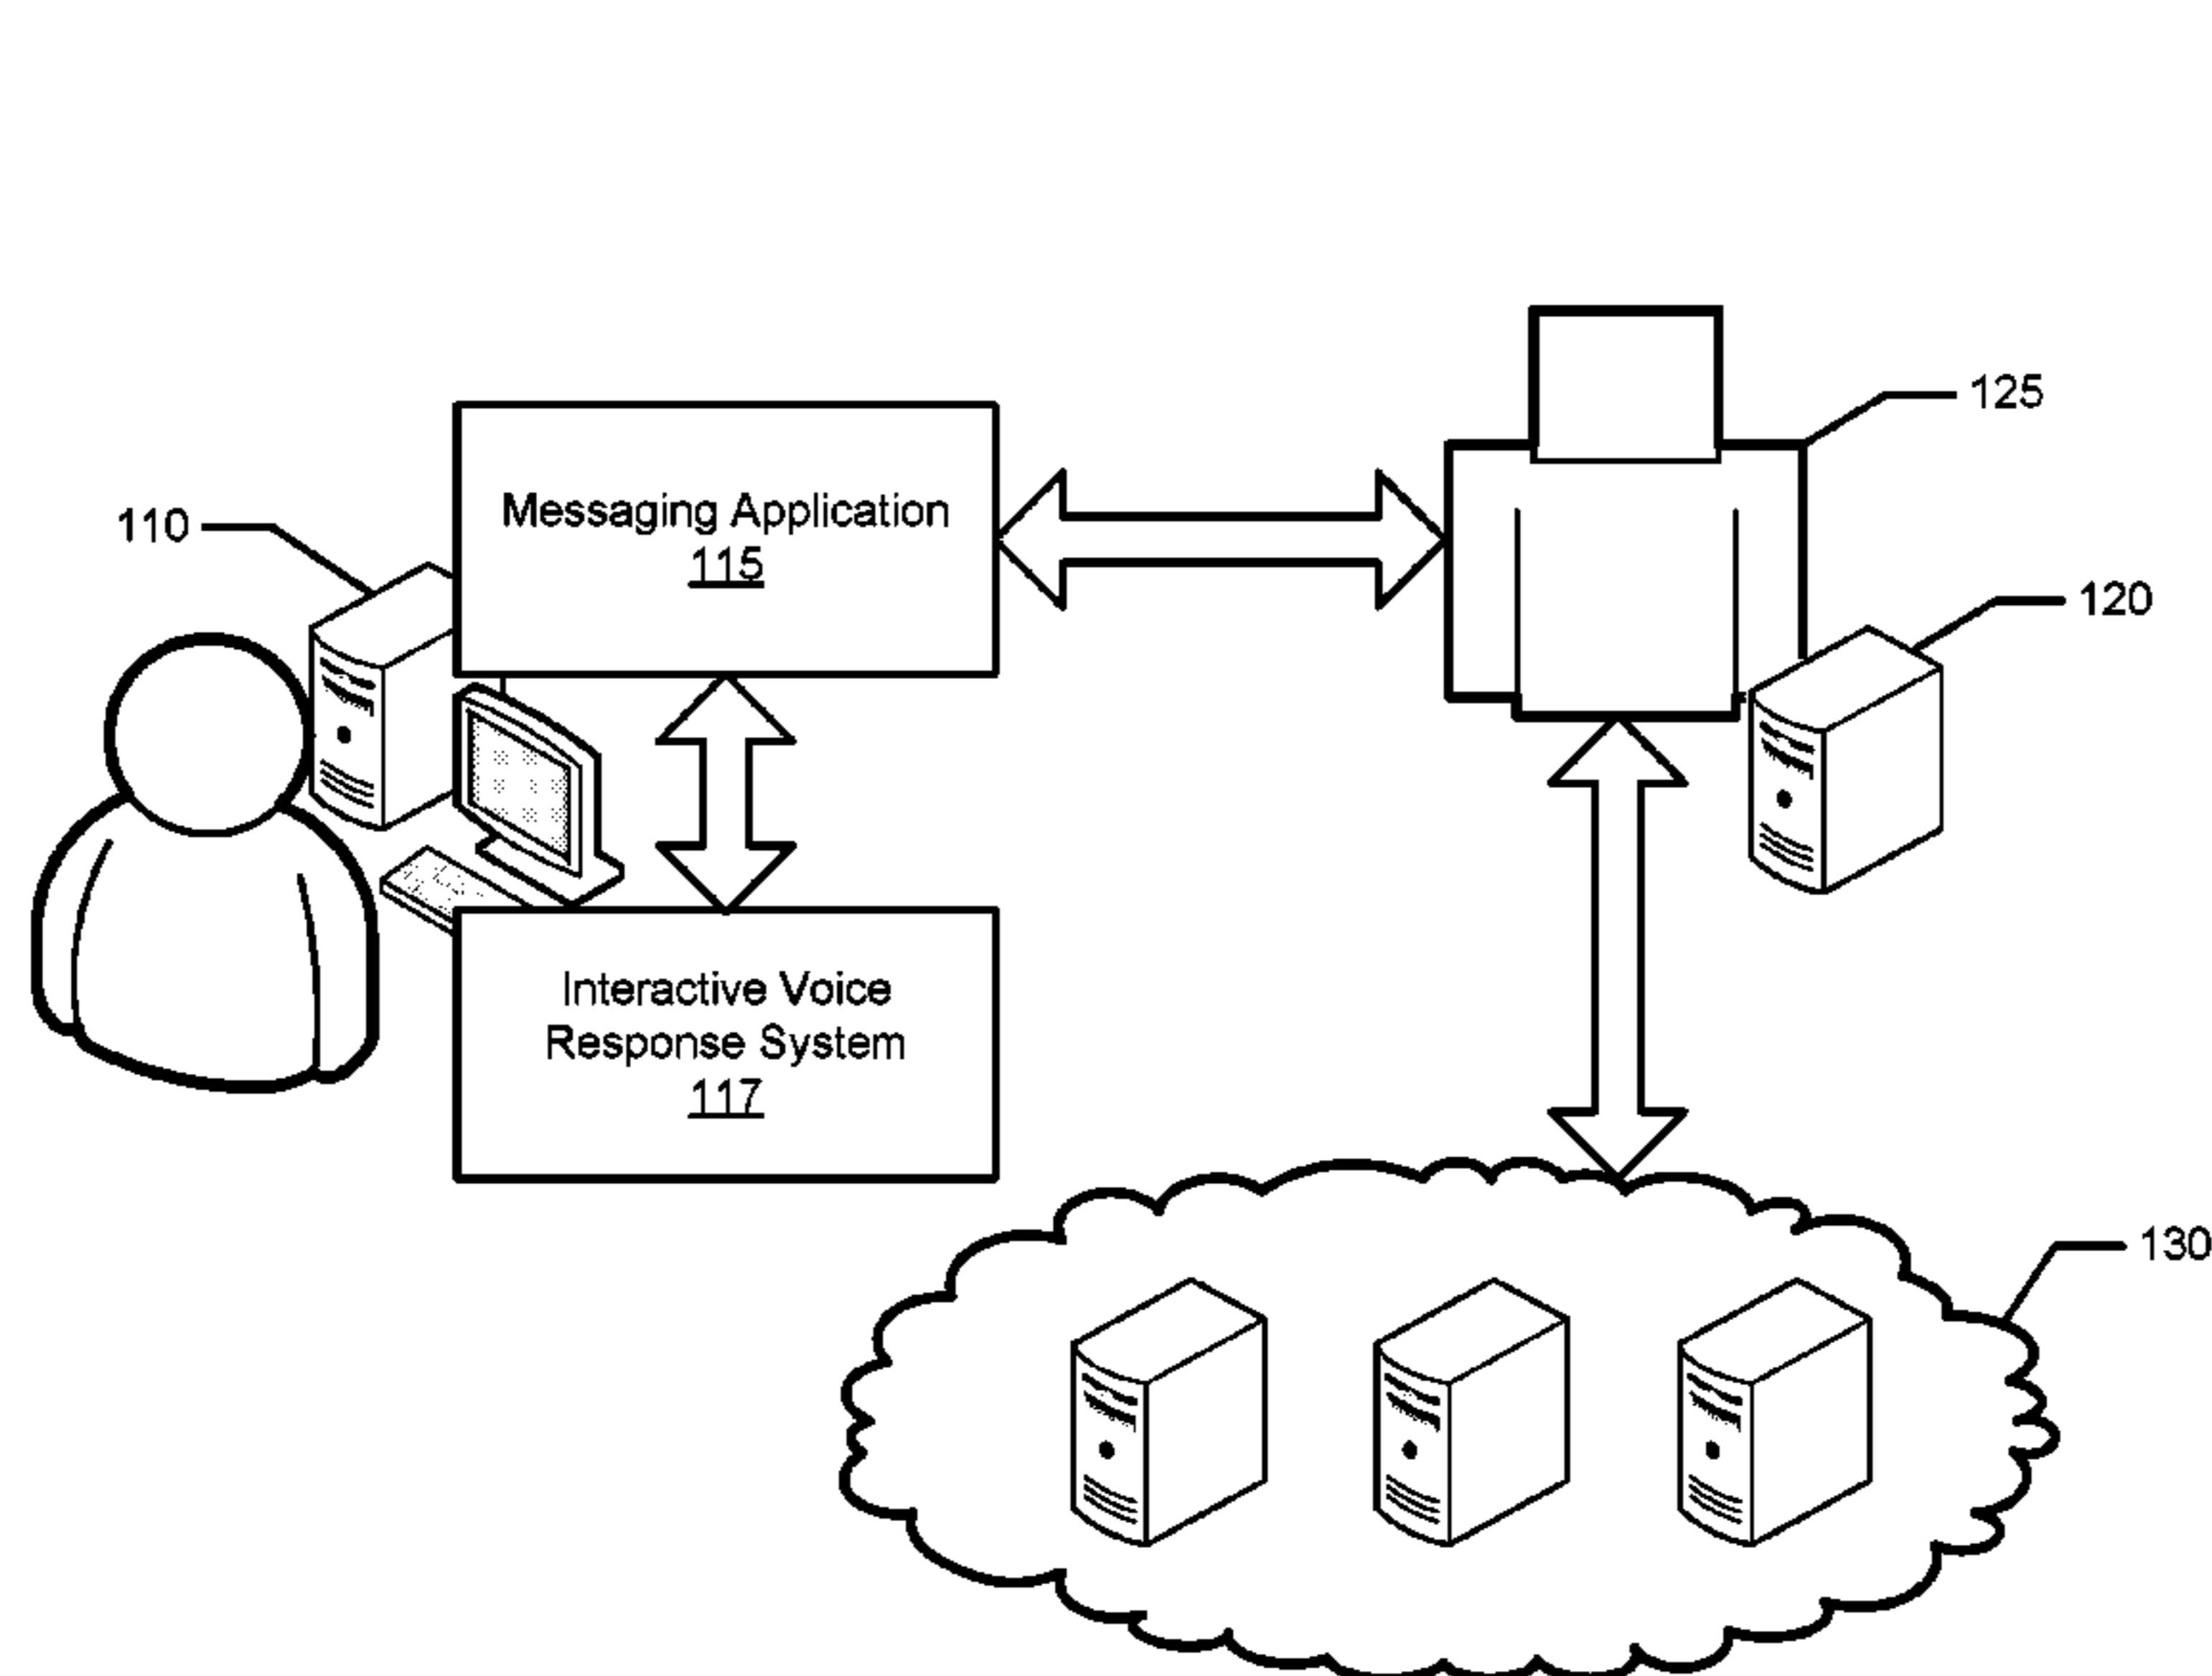 125
Messaging Application
115
110
120
Interactive Voice
Response System
117
130